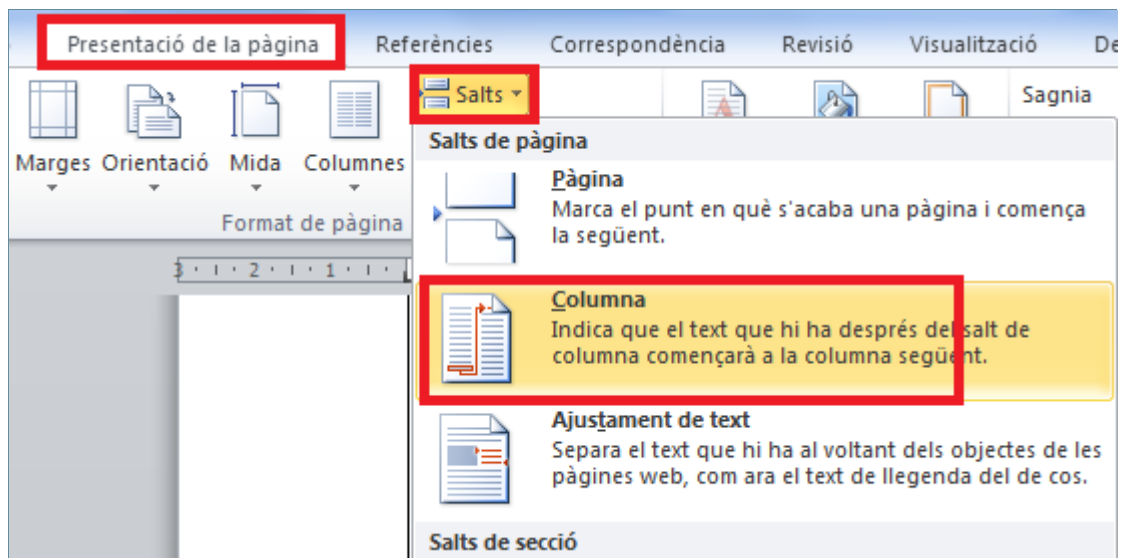 Presentació de la pàgina Referències Correspondència Revisió Visualització De
Salts Sagnia
Marges Orientació Mida Columnes
Format de pàgina
Salts de pàgina
Pàgina
Marca el punt en què s'acaba una pàgina i comença
la següent.
3 2 1
Columna
Indica que el text que hi ha després del salt de
columna començarà a la columna següent.
Ajustament de text
Separa el text que hi ha al voltant dels objectes de les
pàgines web, com ara el text de llegenda del de cos.
Salts de secció